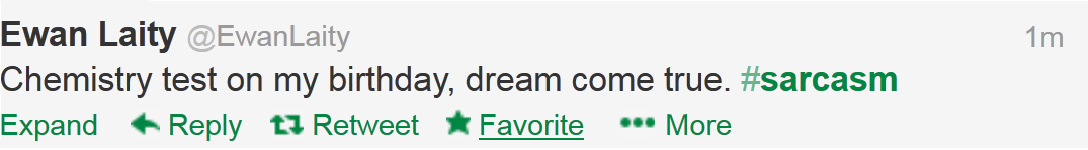 Ewan Laity @EwanLaity 1m
Chemistry test on my birthday, dream come true. #sarcasm
Expand Reply Retweet Favorite More